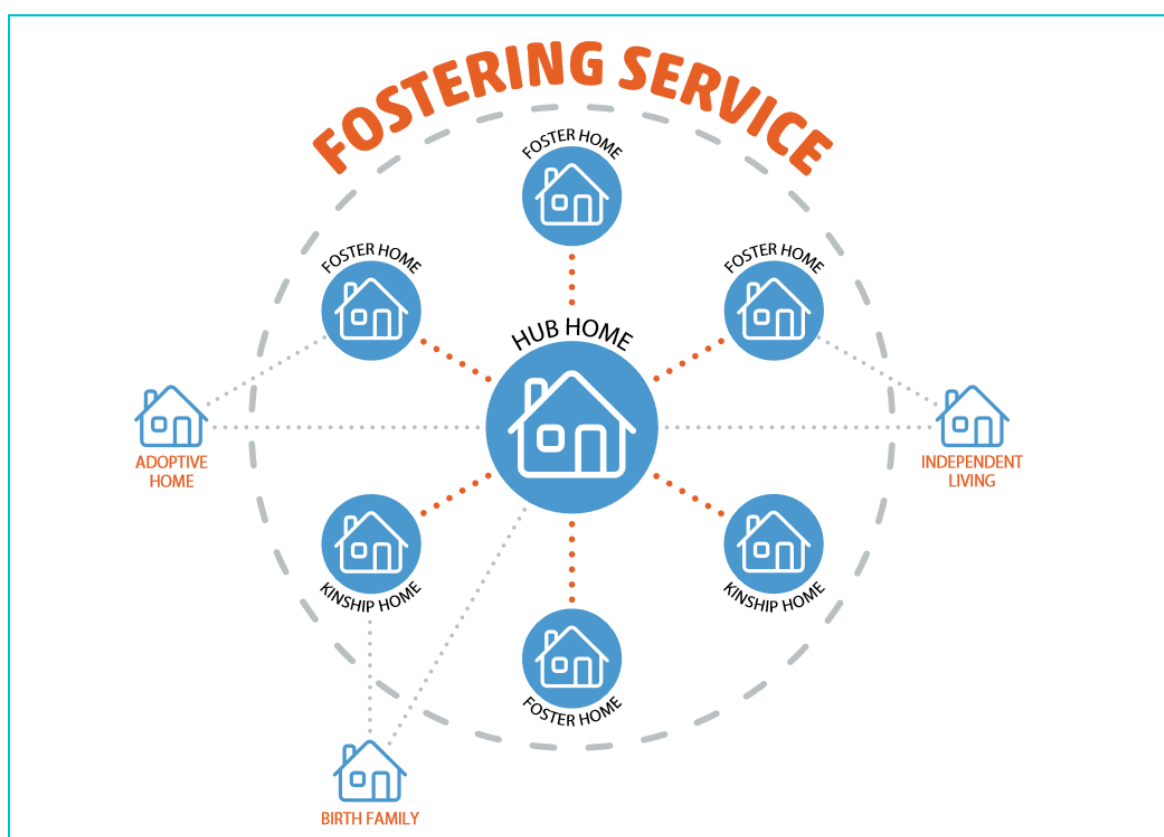 FOSTERING SERVICE
FOSTER HOME
FOSTER HOME
FOSTER HOME
HUB HOME
ADOPTIVE
HOME
INDEPENDENT
LIVING
KINSHIP HOME
KINSHIP HOME
FOSTER HOME
BIRTH FAMILY